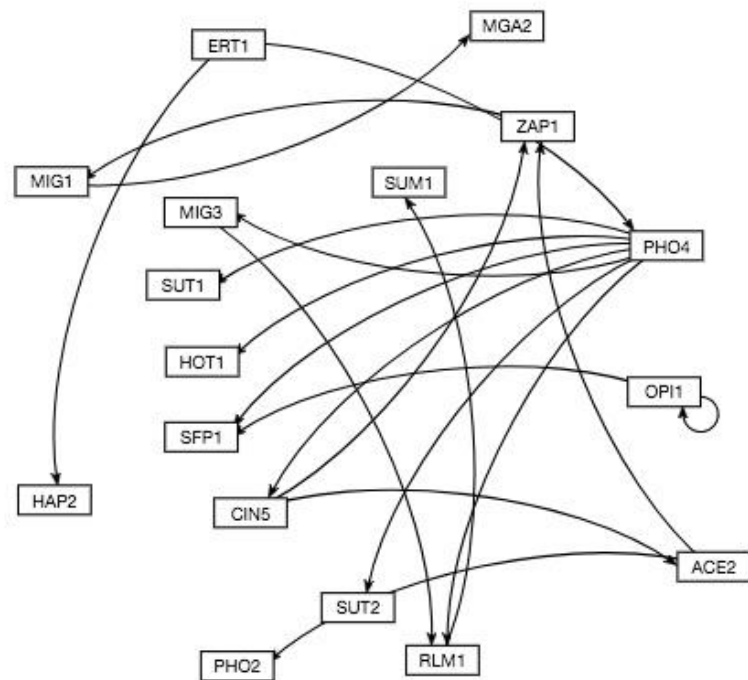 MGA2
ERT1
ZAP1
MIG1
SUM1
MIG3
PHO4
SUT1
HOT1
OPI1
SFP1
HAP2
CIN5
ACE2
SUT2
PHO2
RLM1